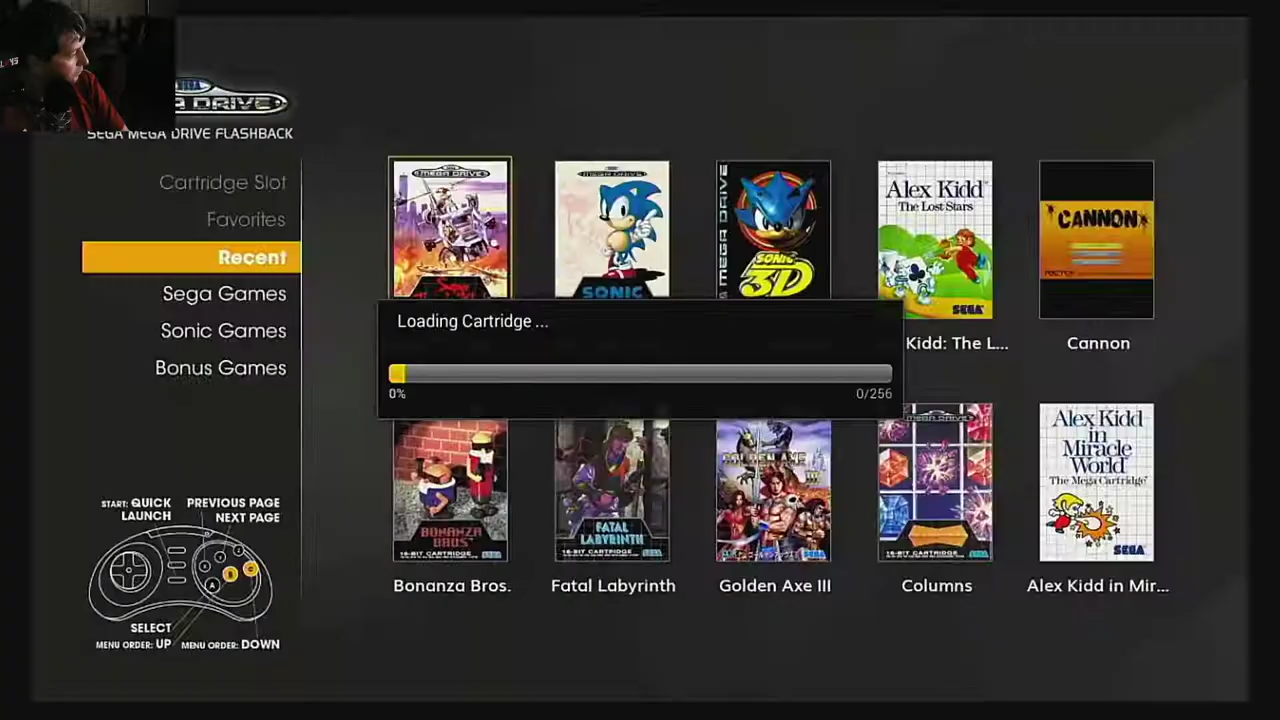 SEGA
A DRIVE
SEGA MEGA DRIVE FLASHBACK
Cartridge Slot
Favorites
Recent
Sega Games
Sonic Games
Bonus Games
MEGA DRIVE
MEGA DRIVE
SONIC
MEGA DRIVE
SONIC
3D
Alex Kidd
The Lost Stars
SEGA
CANNON
Loading Cartridge ...
0%
0/256
Kidd: The L...
Cannon
BONANZA
BROS.
16-BIT CARTRIDGE
SEGA
FATAL
LABYRINTH
16-BIT CARTRIDGE
SEGA
GOLDEN AXE
III
SEGA
MEGA DRIVE
16-BIT CARTRIDGE
SEGA
Alex Kidd
in
Miracle
World
The Mega Cartridge
SEGA
Bonanza Bros.
Fatal Labyrinth
Golden Axe III
Columns
Alex Kidd in Mir...
START: QUICK
LAUNCH
PREVIOUS PAGE
NEXT PAGE
A
B
C
SELECT
MENU ORDER: UP
MENU ORDER: DOWN